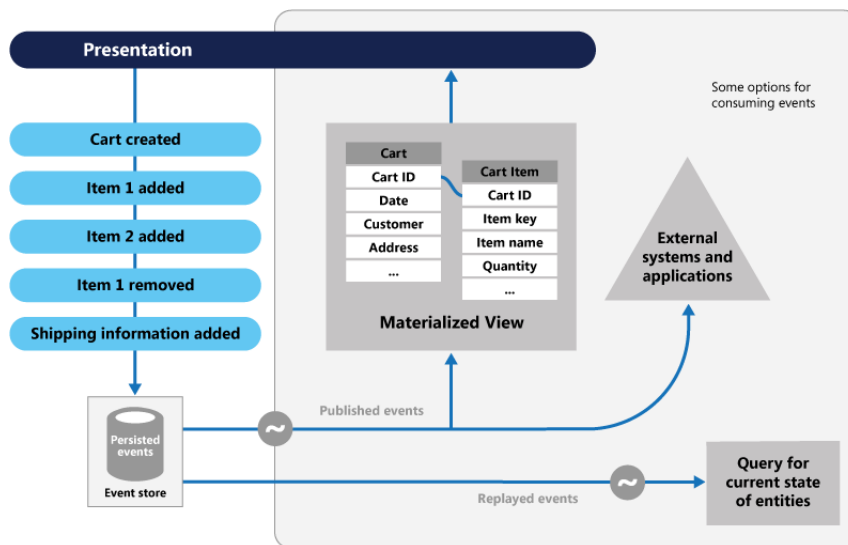 Presentation
Some options for
consuming events
Cart created
Item 1 added
Item 2 added
Item 1 removed
Shipping information added
Cart
Cart ID
Date
Customer
Address
...
Cart Item
Cart ID
Item key
Item name
Quantity
...
Materialized View
External
systems and
applications
Persisted
events
Event store
~
Published events
~
Replayed events
Query for
current state
of entities